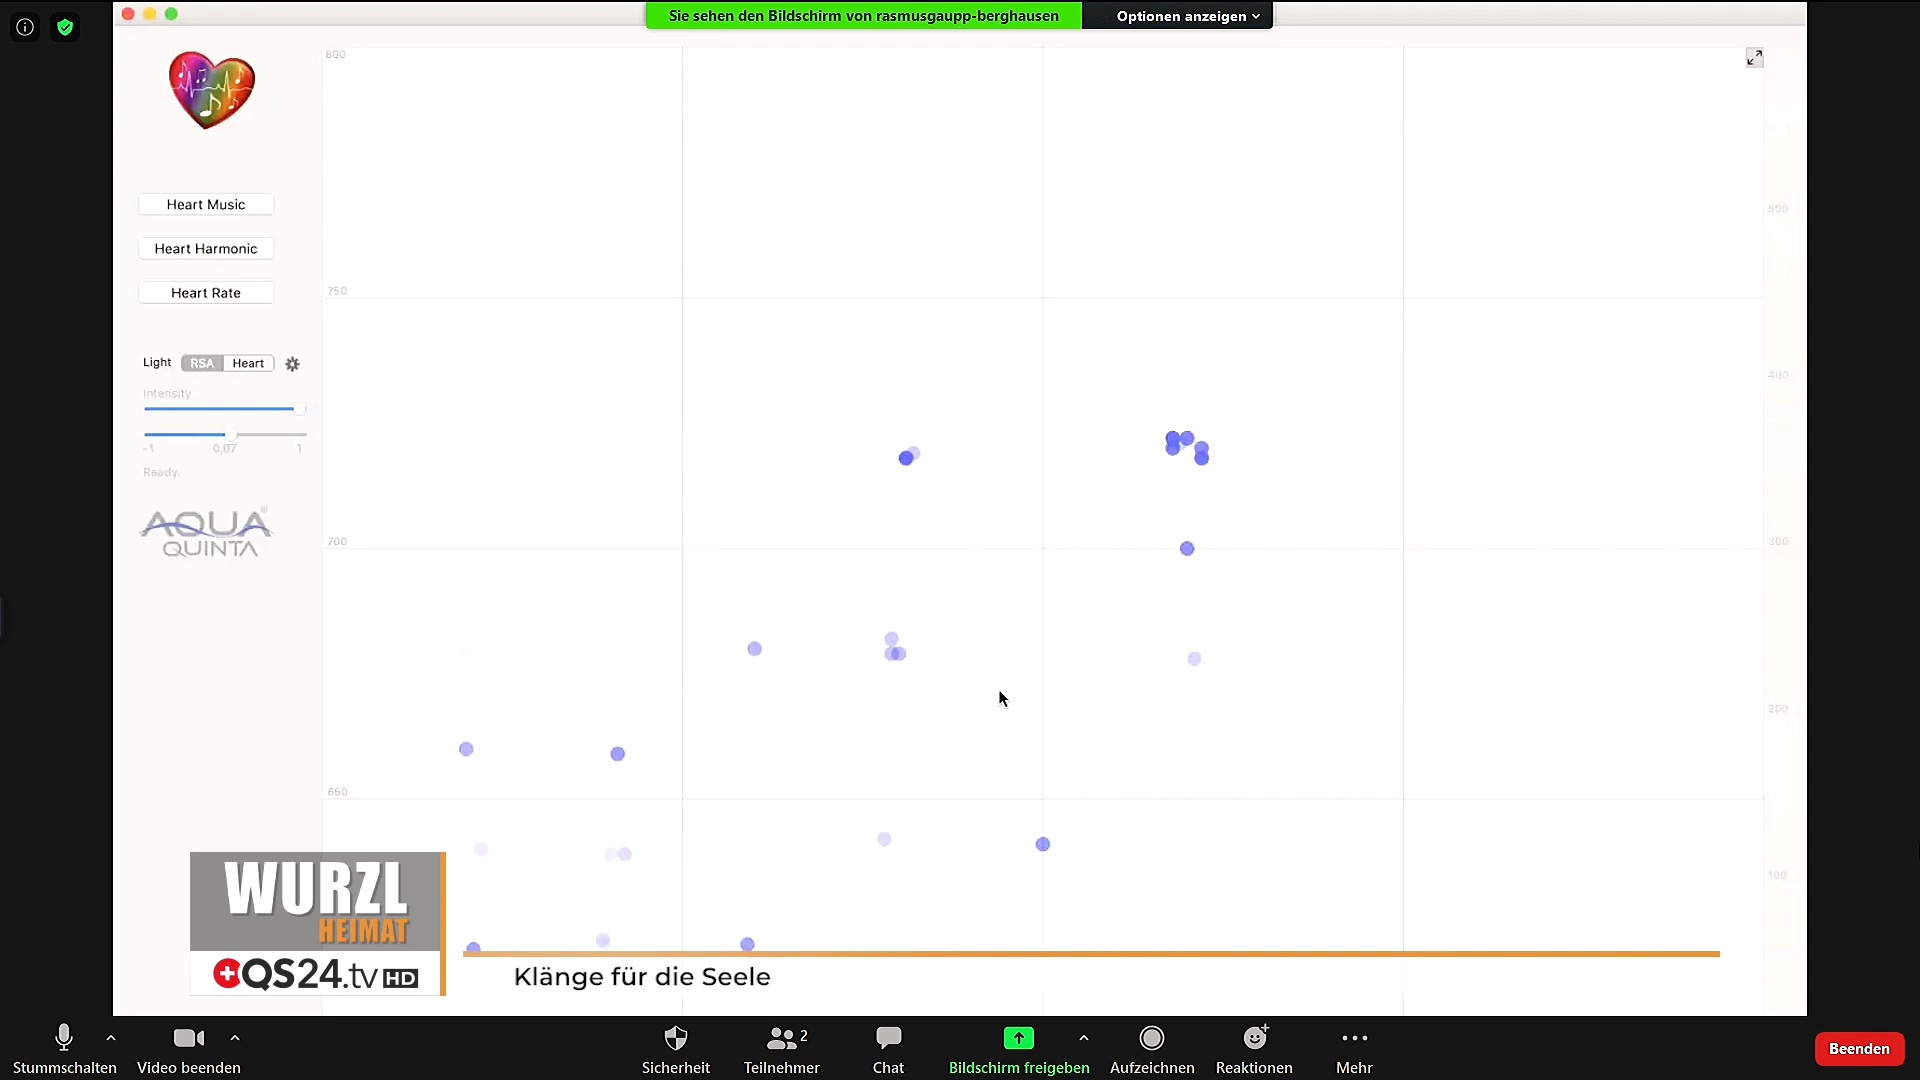 Sie sehen den Bildschirm von rasmusgaupp-berghausen
Optionen anzeigen
800
500
Heart Music
Heart Harmonic
750
Heart Rate
Light RSA Heart
400
Intensity
-1 0,07 1
Ready.
AQUA
QUINTA
700
300
200
650
100
WURZL
HEIMAT
QS24.tv HD
Klänge für die Seele
2
Stummschalten
Video beenden
Sicherheit
Teilnehmer
Chat
Bildschirm freigeben
Aufzeichnen
Reaktionen
Mehr
Beenden